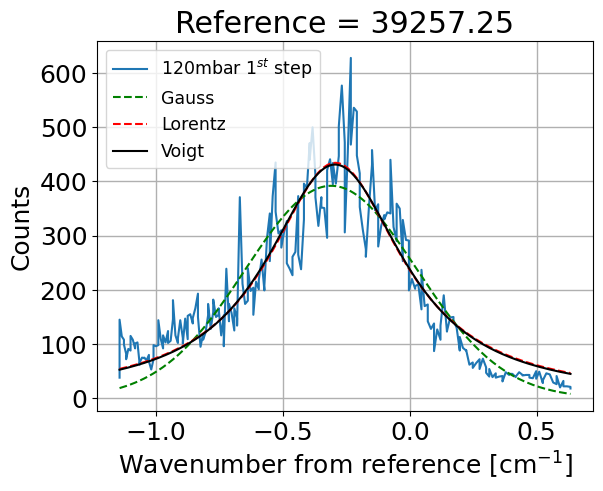 Reference = 39257.25
120mbar 1st step
Gauss
Lorentz
Voigt
Counts
600
500
400
300
200
100
0
−1.0 −0.5 0.0 0.5
Wavenumber from reference [cm⁻¹]